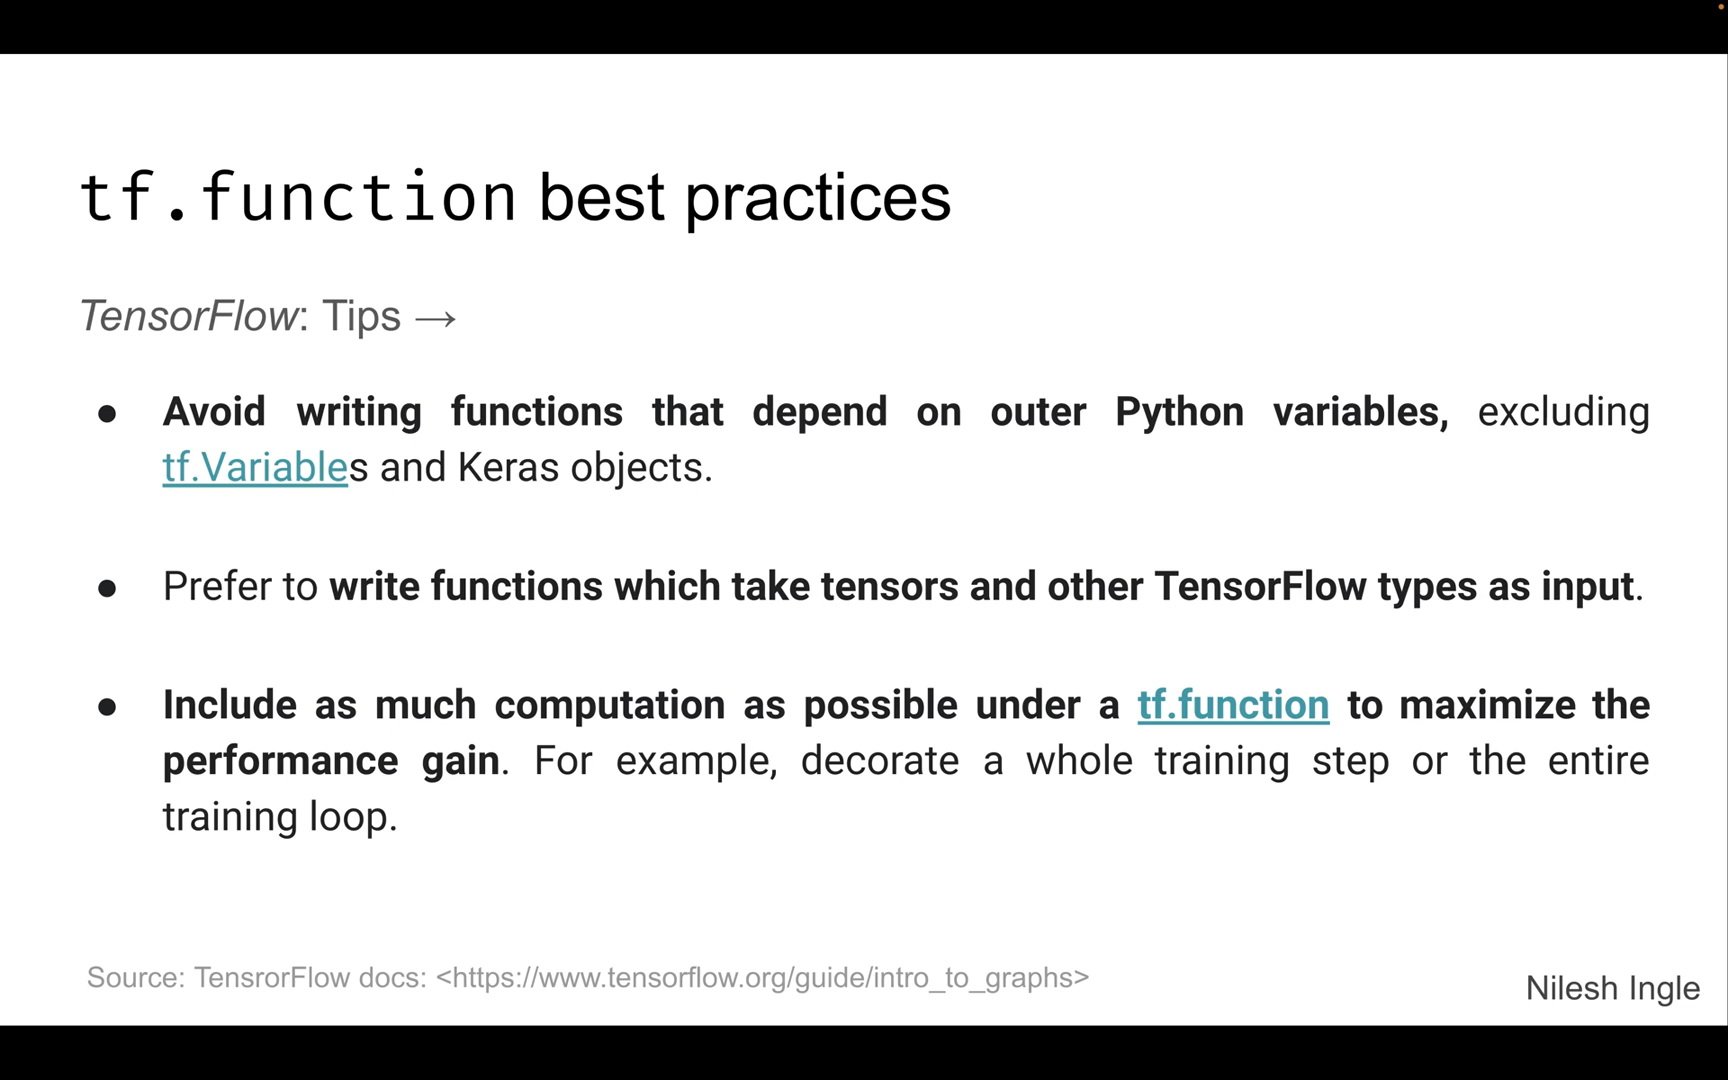 tf.function best practices
TensorFlow: Tips →
● Avoid writing functions that depend on outer Python variables, excluding
tf.Variables and Keras objects.
● Prefer to write functions which take tensors and other TensorFlow types as input.
● Include as much computation as possible under a tf.function to maximize the
performance gain. For example, decorate a whole training step or the entire
training loop.
Source: TensrorFlow docs: <https://www.tensorflow.org/guide/intro_to_graphs>
Nilesh Ingle